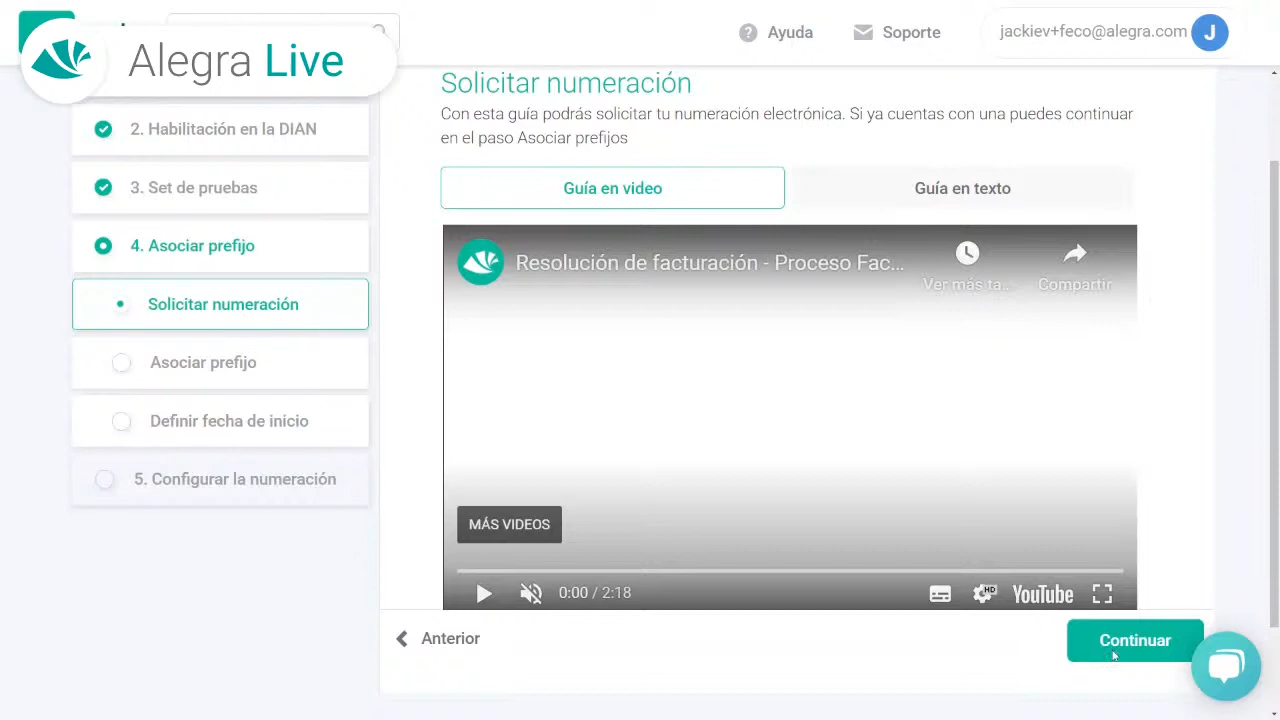 Alegra Live
Ayuda
Soporte
jackiev+feco@alegra.com
J
2. Habilitación en la DIAN
3. Set de pruebas
4. Asociar prefijo
Solicitar numeración
Asociar prefijo
Definir fecha de inicio
5. Configurar la numeración
Solicitar numeración
Con esta guía podrás solicitar tu numeración electrónica. Si ya cuentas con una puedes continuar
en el paso Asociar prefijos
Guía en video
Guía en texto
Resolución de facturación - Proceso Fac...
Ver más ta...
Compartir
MÁS VIDEOS
0:00 / 2:18
HD
YouTube
Anterior
Continuar